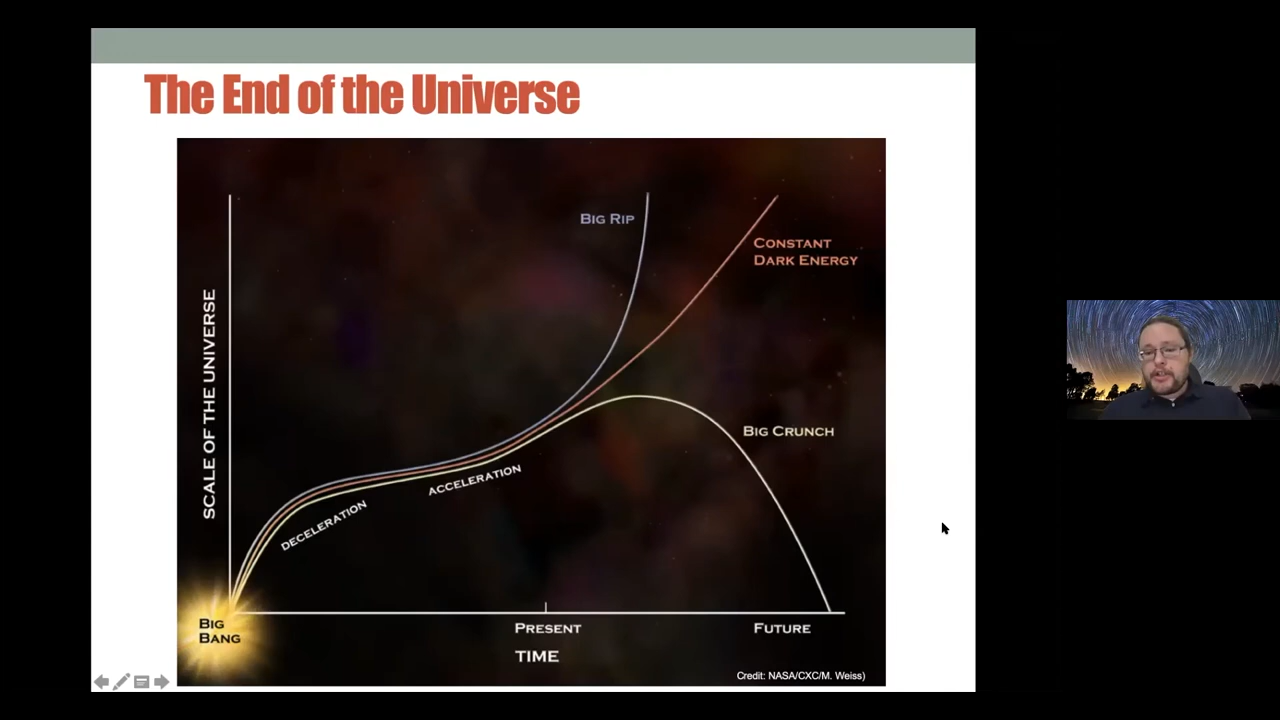 The End of the Universe
BIG RIP
CONSTANT
DARK ENERGY
SCALE OF THE UNIVERSE
BIG CRUNCH
ACCELERATION
DECELERATION
BIG
BANG
PRESENT
FUTURE
TIME
Credit: NASA/CXC/M. Weiss)